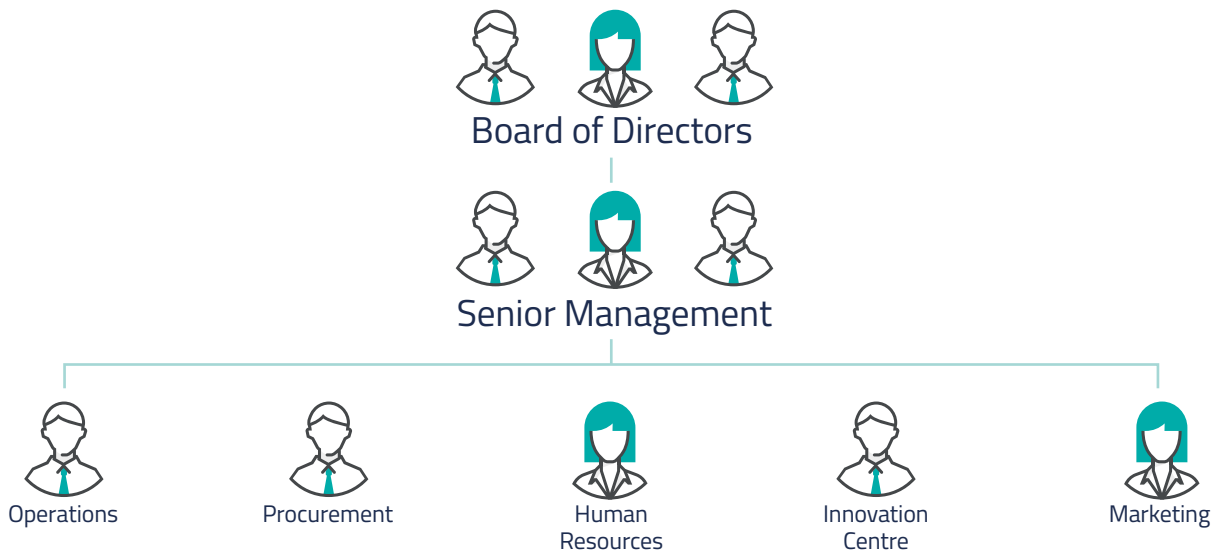 Board of Directors
Senior Management
Operations
Procurement
Human
Resources
Innovation
Centre
Marketing